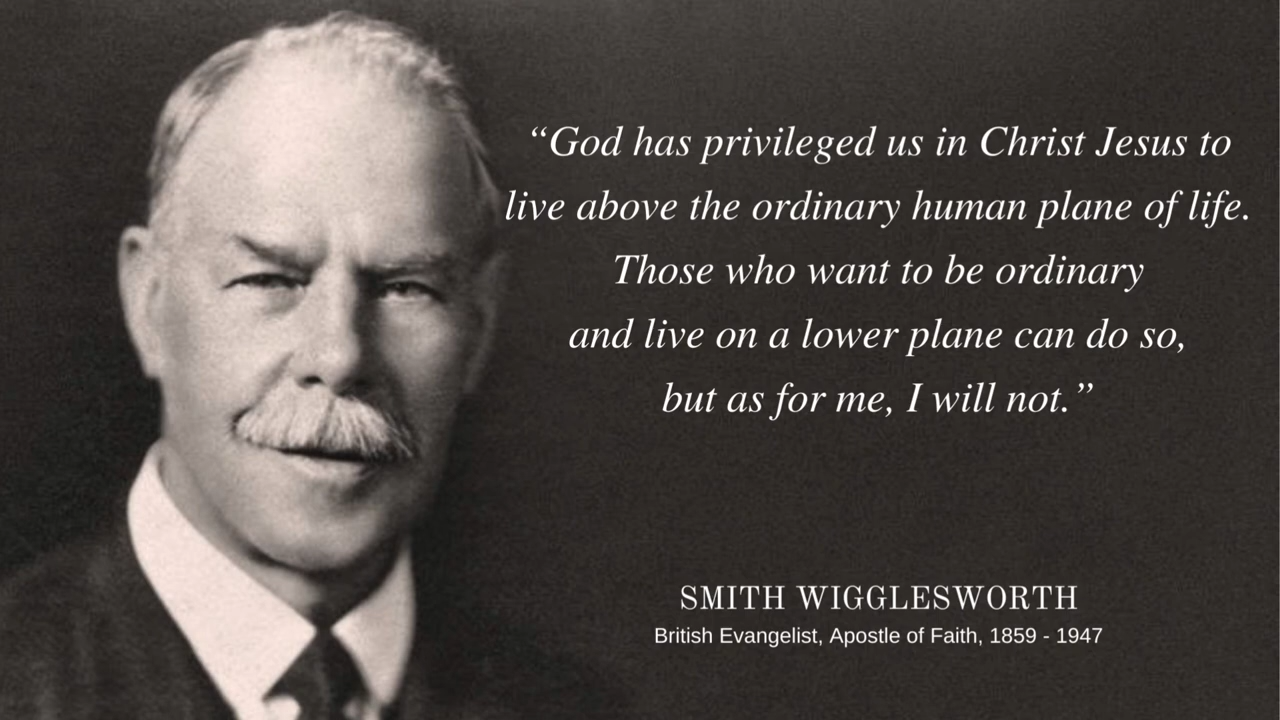 “God has privileged us in Christ Jesus to
live above the ordinary human plane of life.
Those who want to be ordinary
and live on a lower plane can do so,
but as for me, I will not.”
SMITH WIGGLESWORTH
British Evangelist, Apostle of Faith, 1859 - 1947